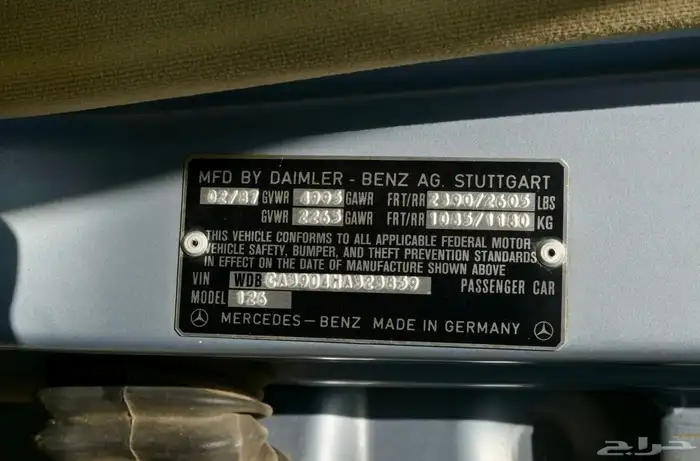 MFD BY DAIMLER - BENZ AG. STUTTGART
02/87 GVWR 4993 GAWR FRT/RR 2390/2605 LBS
GVWR 2265 GAWR FRT/RR 1085/1180 KG
THIS VEHICLE CONFORMS TO ALL APPLICABLE FEDERAL MOTOR
VEHICLE SAFETY, BUMPER, AND THEFT PREVENTION STANDARDS
IN EFFECT ON THE DATE OF MANUFACTURE SHOWN ABOVE
VIN WDBCA3904HA323839 PASSENGER CAR
MODEL 126
MERCEDES-BENZ MADE IN GERMANY
حراج